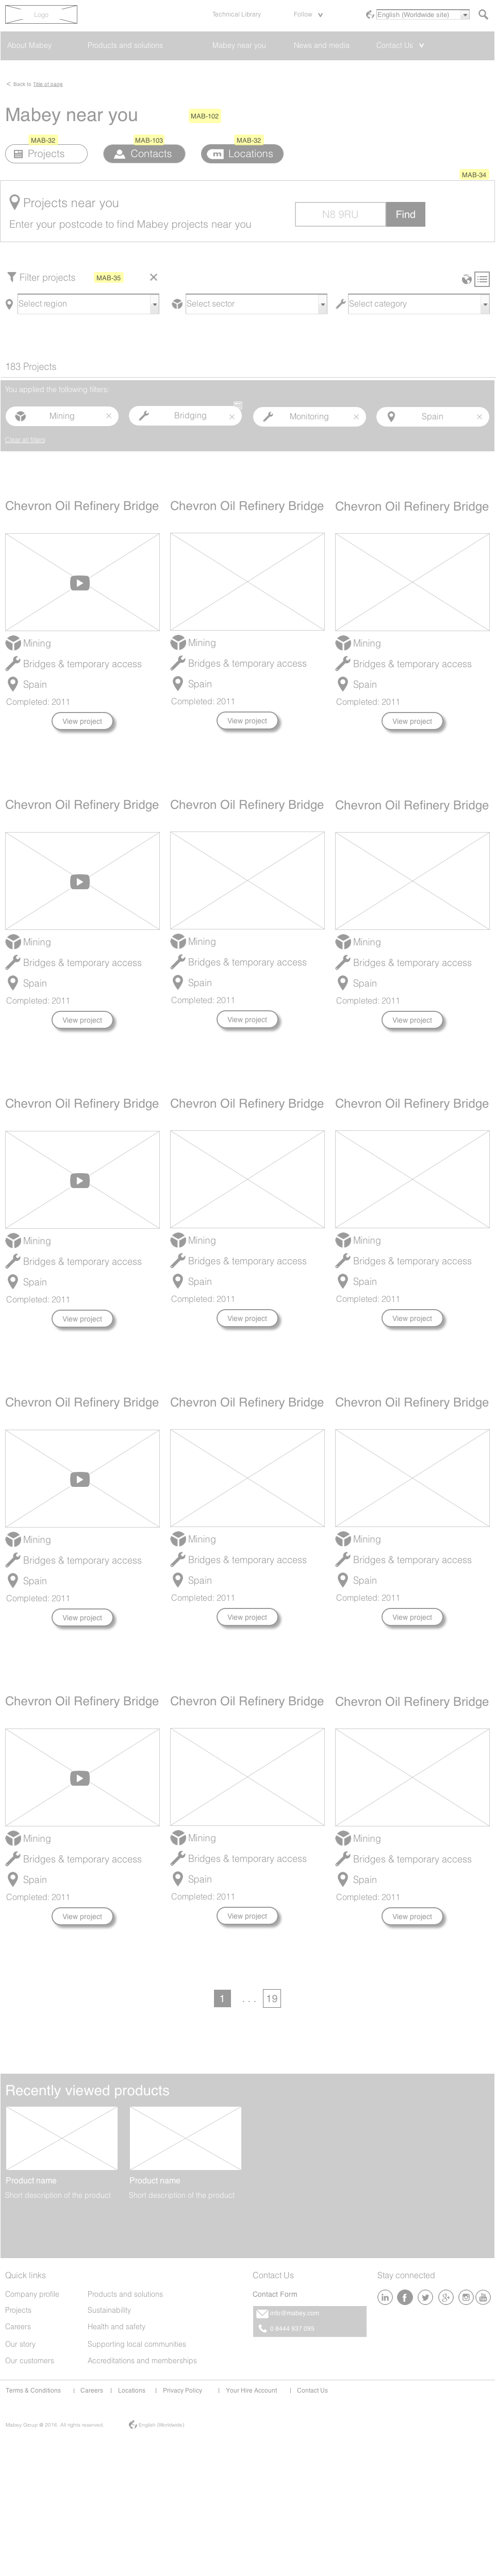 Logo
Technical Library
Follow
English (Worldwide site)
About Mabey
Products and solutions
Mabey near you
News and media
Contact Us
< Back to Title of page
Mabey near you
MAB-102
MAB-32
MAB-103
MAB-32
Projects
Contacts
Locations
MAB-34
Projects near you
Enter your postcode to find Mabey projects near you
N8 9RU
Find
Filter projects
MAB-35
Select region
Select sector
Select category
183 Projects
You applied the following filters:
Mining
Bridging
Monitoring
Spain
Clear all filters
Chevron Oil Refinery Bridge
Chevron Oil Refinery Bridge
Chevron Oil Refinery Bridge
Mining
Mining
Mining
Bridges & temporary access
Bridges & temporary access
Bridges & temporary access
Spain
Spain
Spain
Completed: 2011
Completed: 2011
Completed: 2011
View project
View project
View project
Chevron Oil Refinery Bridge
Chevron Oil Refinery Bridge
Chevron Oil Refinery Bridge
Mining
Mining
Mining
Bridges & temporary access
Bridges & temporary access
Bridges & temporary access
Spain
Spain
Spain
Completed: 2011
Completed: 2011
Completed: 2011
View project
View project
View project
Chevron Oil Refinery Bridge
Chevron Oil Refinery Bridge
Chevron Oil Refinery Bridge
Mining
Mining
Mining
Bridges & temporary access
Bridges & temporary access
Bridges & temporary access
Spain
Spain
Spain
Completed: 2011
Completed: 2011
Completed: 2011
View project
View project
View project
Chevron Oil Refinery Bridge
Chevron Oil Refinery Bridge
Chevron Oil Refinery Bridge
Mining
Mining
Mining
Bridges & temporary access
Bridges & temporary access
Bridges & temporary access
Spain
Spain
Spain
Completed: 2011
Completed: 2011
Completed: 2011
View project
View project
View project
Chevron Oil Refinery Bridge
Chevron Oil Refinery Bridge
Chevron Oil Refinery Bridge
Mining
Mining
Mining
Bridges & temporary access
Bridges & temporary access
Bridges & temporary access
Spain
Spain
Spain
Completed: 2011
Completed: 2011
Completed: 2011
View project
View project
View project
1 . . . 19
Recently viewed products
Product name
Product name
Short description of the product
Short description of the product
Quick links
Contact Us
Stay connected
Company profile
Products and solutions
Contact Form
Projects
Sustainability
info@mabey.com
Careers
Health and safety
Our story
Supporting local communities
Our customers
Accreditations and memberships
Terms & Conditions | Careers | Locations | Privacy Policy | Your Hire Account | Contact Us
Mabey Group © 2016. All rights reserved.
English (Worldwide)